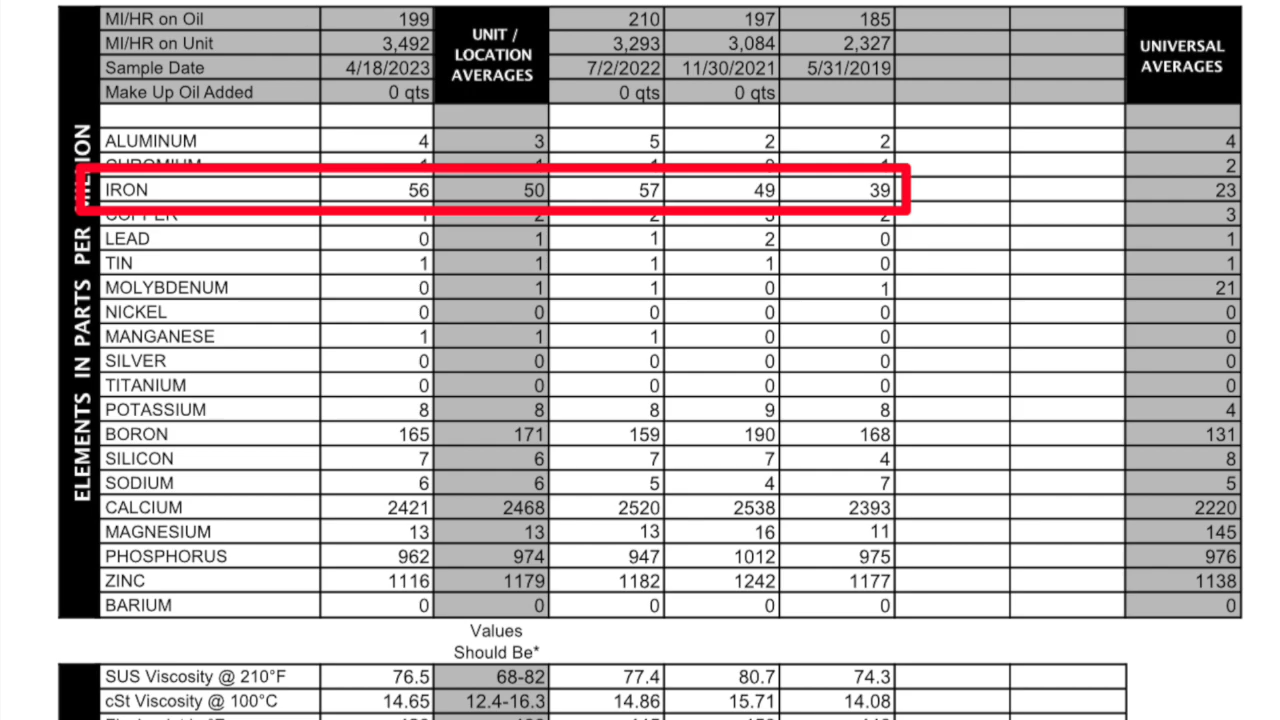 MI/HR on Oil 199 UNIT / LOCATION AVERAGES 210 197 185 UNIVERSAL AVERAGES
MI/HR on Unit 3,492 3,293 3,084 2,327
Sample Date 4/18/2023 7/2/2022 11/30/2021 5/31/2019
Make Up Oil Added 0 qts 0 qts 0 qts
ELEMENTS IN PARTS PER MILLION
ALUMINUM 4 3 5 2 2 4
CHROMIUM 1 1 1 0 1 2
IRON 56 50 57 49 39 23
COPPER 1 2 2 3 2 3
LEAD 0 1 1 2 0 1
TIN 1 1 1 1 0 1
MOLYBDENUM 0 1 1 0 1 21
NICKEL 0 0 0 0 0 0
MANGANESE 1 1 1 0 0 0
SILVER 0 0 0 0 0 0
TITANIUM 0 0 0 0 0 0
POTASSIUM 8 8 8 9 8 4
BORON 165 171 159 190 168 131
SILICON 7 6 7 7 4 8
SODIUM 6 6 5 4 7 5
CALCIUM 2421 2468 2520 2538 2393 2220
MAGNESIUM 13 13 13 16 11 145
PHOSPHORUS 962 974 947 1012 975 976
ZINC 1116 1179 1182 1242 1177 1138
BARIUM 0 0 0 0 0 0
Values
Should Be*
SUS Viscosity @ 210°F 76.5 68-82 77.4 80.7 74.3
cSt Viscosity @ 100°C 14.65 12.4-16.3 14.86 15.71 14.08